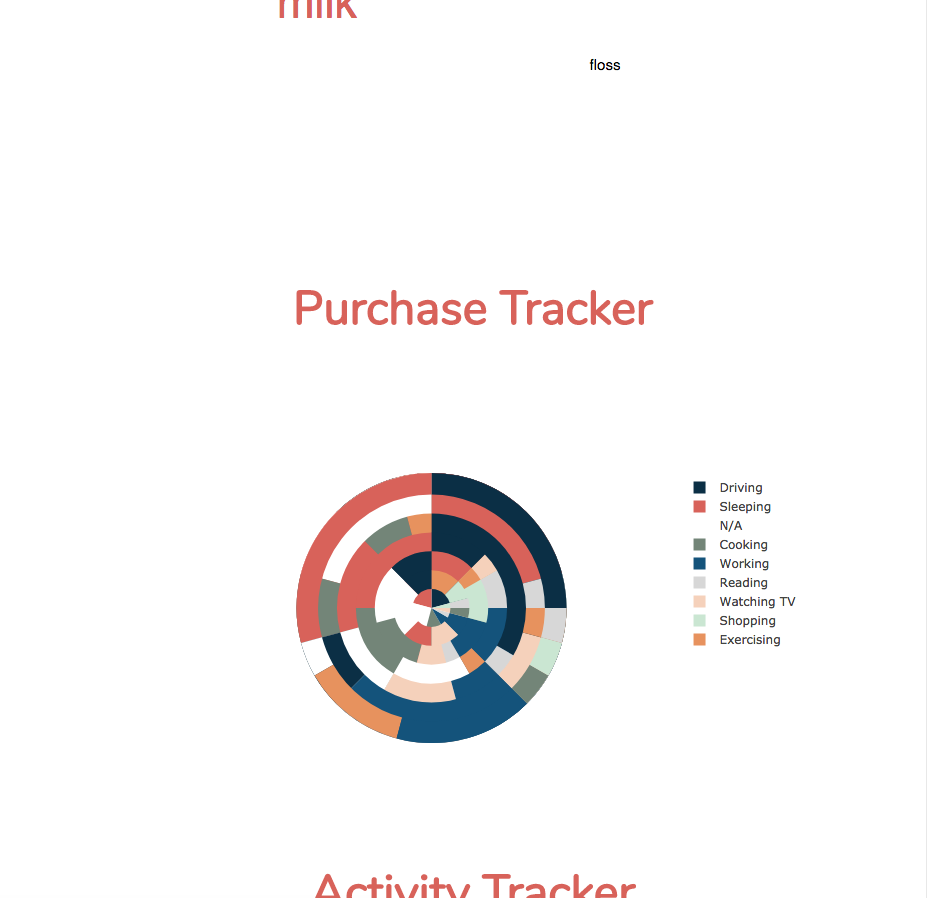 milk
floss
Purchase Tracker
Driving
Sleeping
N/A
Cooking
Working
Reading
Watching TV
Shopping
Exercising
Activity Tracker